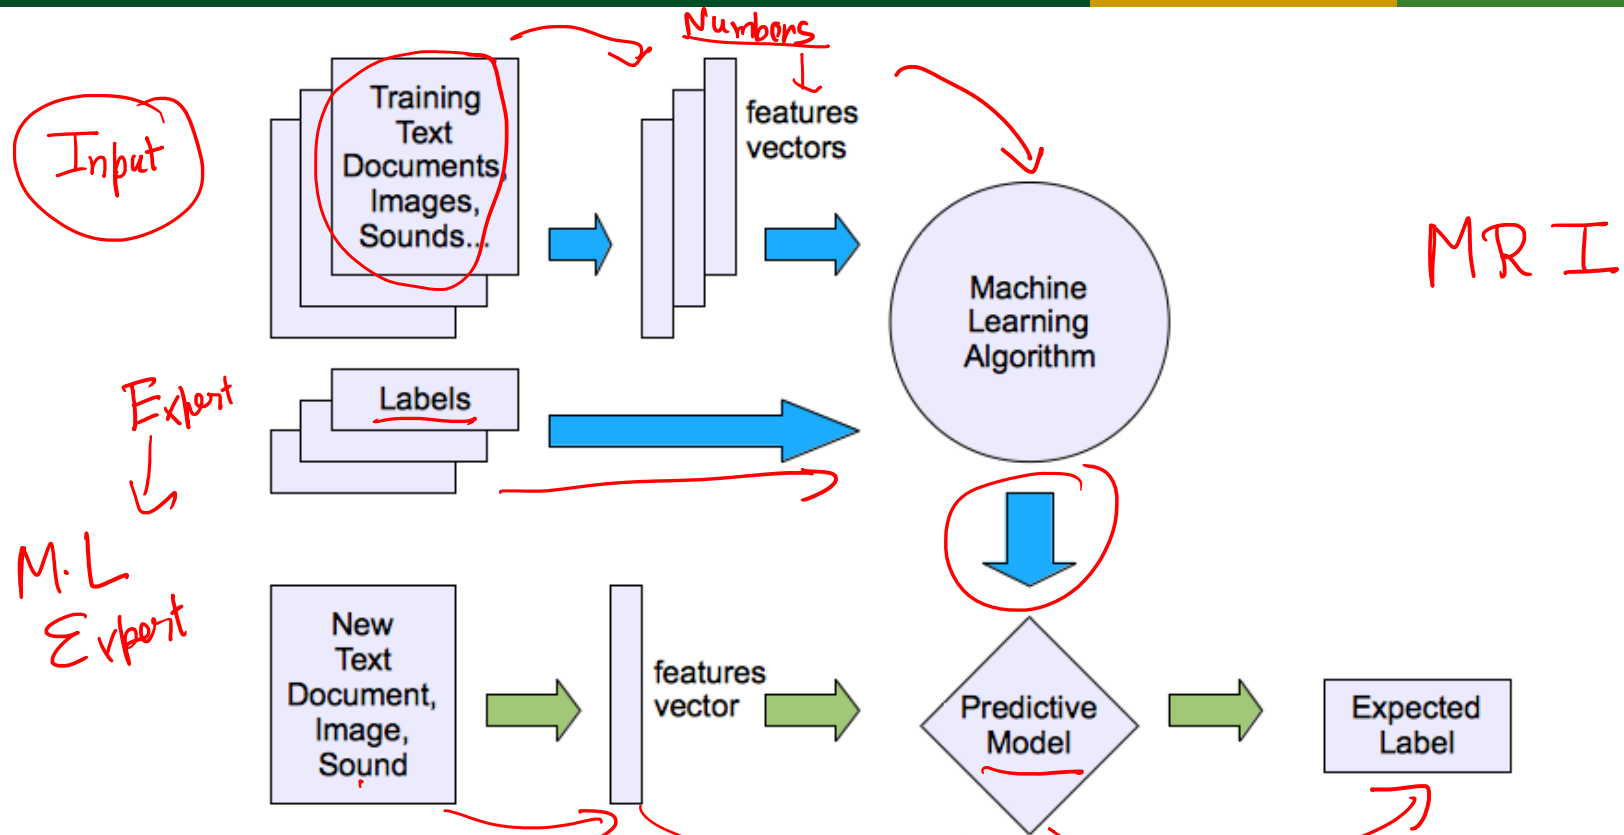 Numbers
Input
Training
Text
Documents,
Images,
Sounds...
features
vectors
Machine
Learning
Algorithm
MRI
Expert
Labels
M.L
Expert
New
Text
Document,
Image,
Sound
features
vector
Predictive
Model
Expected
Label